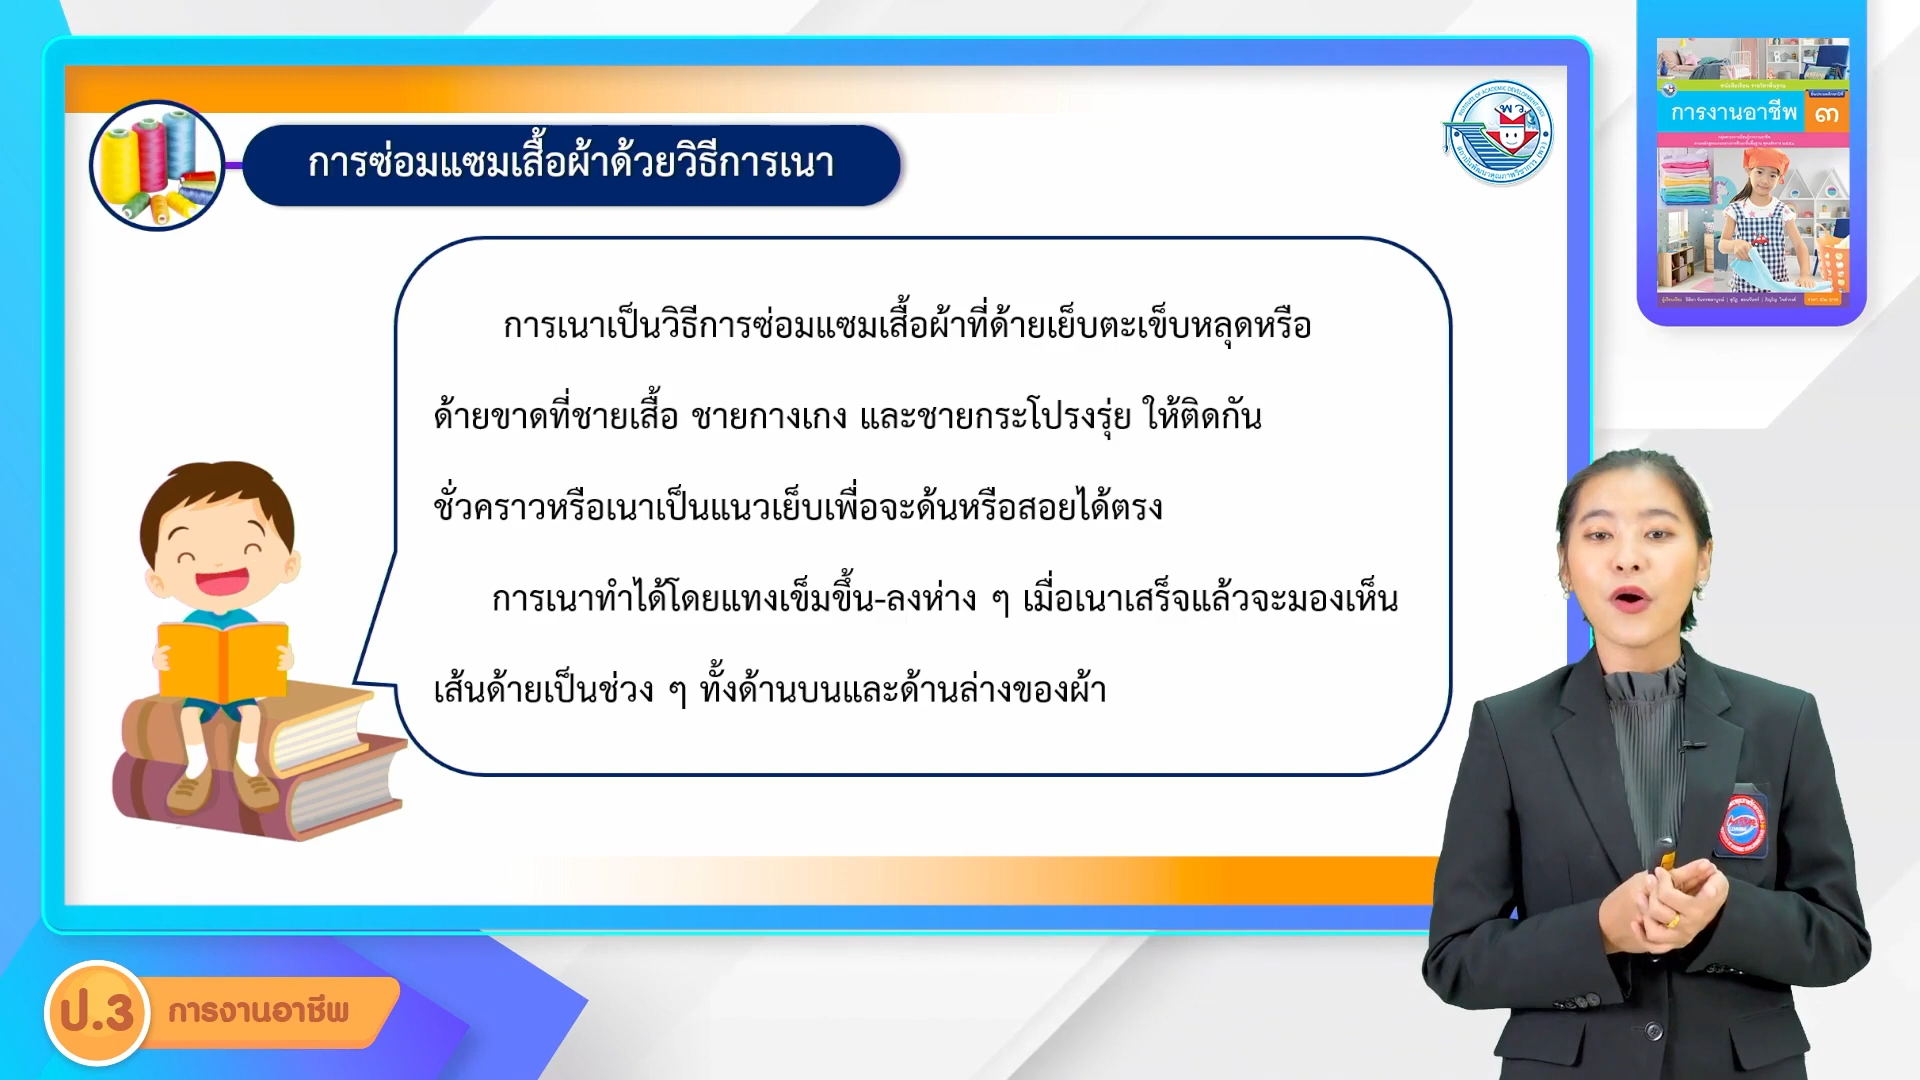 การซ่อมแซมเสื้อผ้าด้วยวิธีการเนา
การเนาเป็นวิธีการซ่อมแซมเสื้อผ้าที่ด้ายเย็บตะเข็บหลุดหรือ
ด้ายขาดที่ชายเสื้อ ชายกางเกง และชายกระโปรงรุ่ย ให้ติดกัน
ชั่วคราวหรือเนาเป็นแนวเย็บเพื่อจะด้นหรือสอยได้ตรง
การเนาทำได้โดยแทงเข็มขึ้น-ลงห่าง ๆ เมื่อเนาเสร็จแล้วจะมองเห็น
เส้นด้ายเป็นช่วง ๆ ทั้งด้านบนและด้านล่างของผ้า
พว
การงานอาชีพ ๓
ป.3 การงานอาชีพ